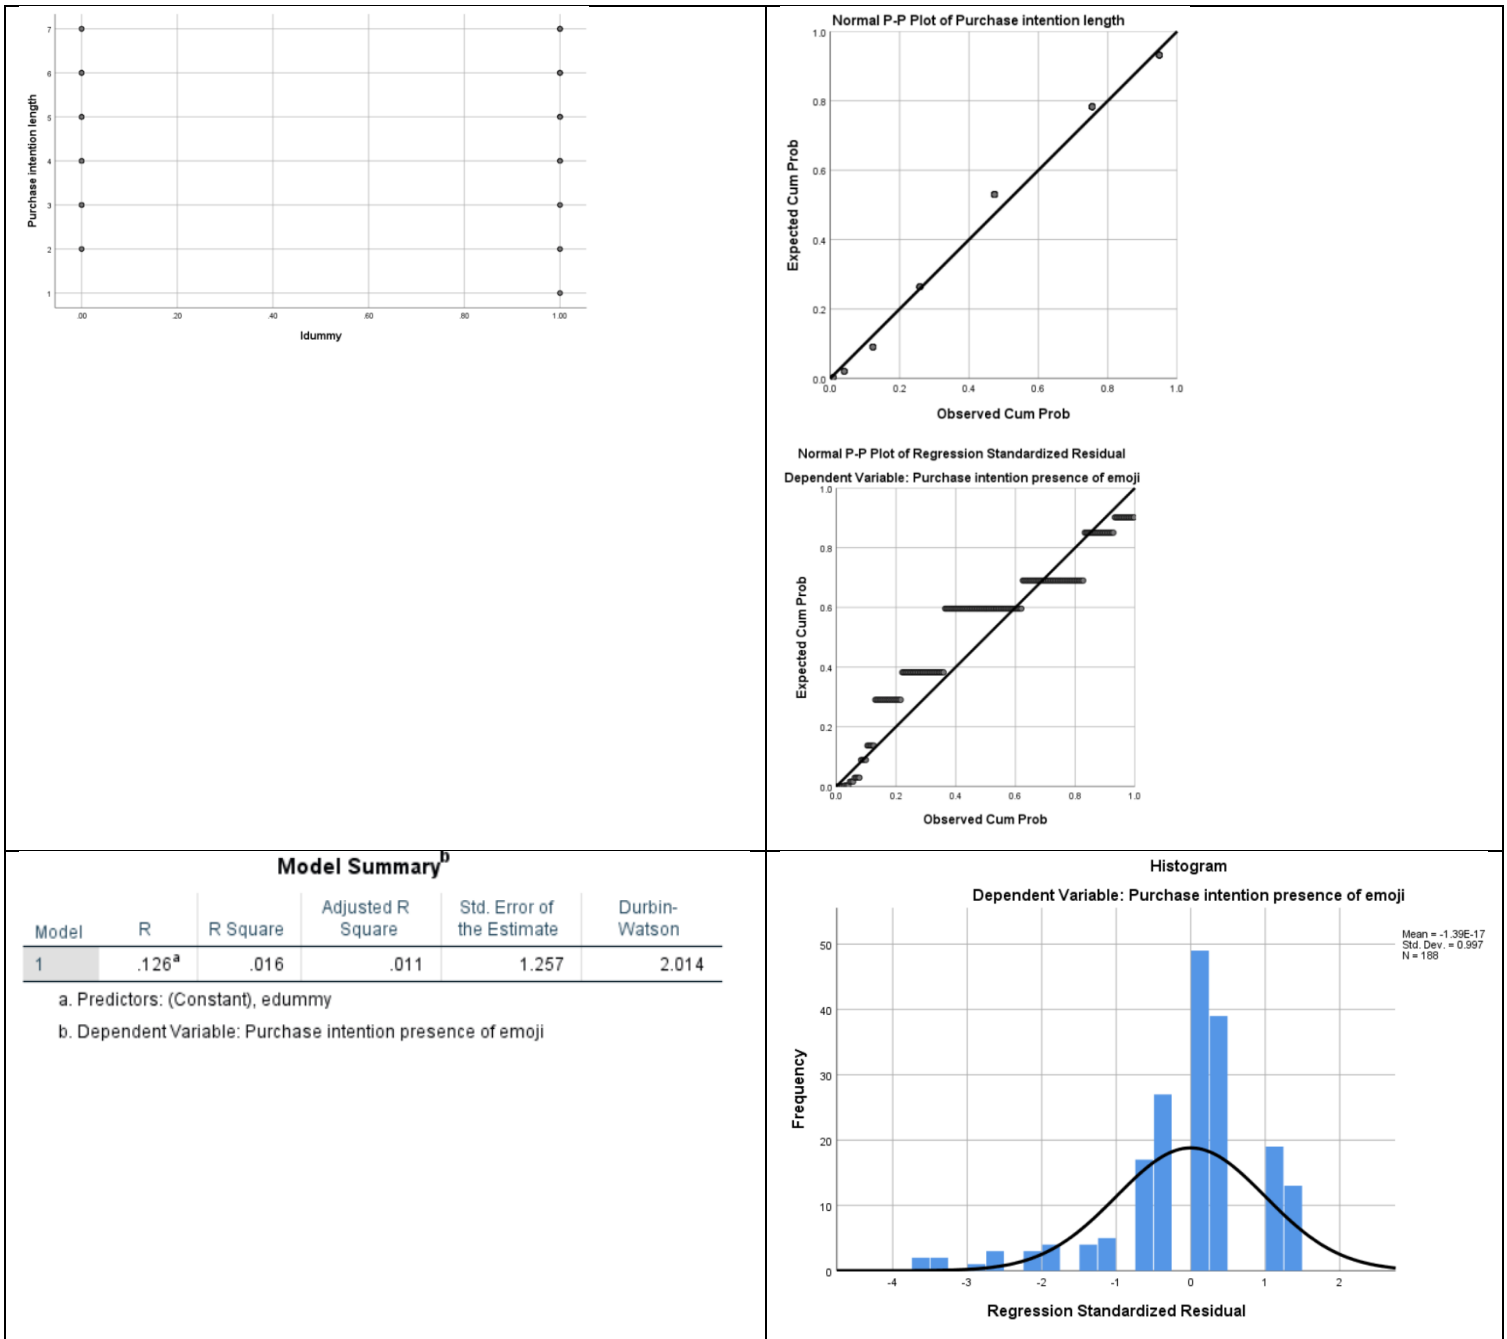 Purchase intention length
7
6
5
4
3
2
1
.00 .20 .40 .60 .80 1.00
ldummy
Normal P-P Plot of Purchase intention length
Expected Cum Prob
1.0
0.8
0.6
0.4
0.2
0.0
0.0 0.2 0.4 0.6 0.8 1.0
Observed Cum Prob
Normal P-P Plot of Regression Standardized Residual
Dependent Variable: Purchase intention presence of emoji
Expected Cum Prob
1.0
0.8
0.6
0.4
0.2
0.0
0.0 0.2 0.4 0.6 0.8 1.0
Observed Cum Prob
Model Summaryb
Model R R Square Adjusted R Square Std. Error of the Estimate Durbin-Watson
1 .126a .016 .011 1.257 2.014
a. Predictors: (Constant), edummy
b. Dependent Variable: Purchase intention presence of emoji
Histogram
Dependent Variable: Purchase intention presence of emoji
Mean = -1.39E-17
Std. Dev. = 0.997
N = 188
Frequency
50
40
30
20
10
0
-4 -3 -2 -1 0 1 2
Regression Standardized Residual